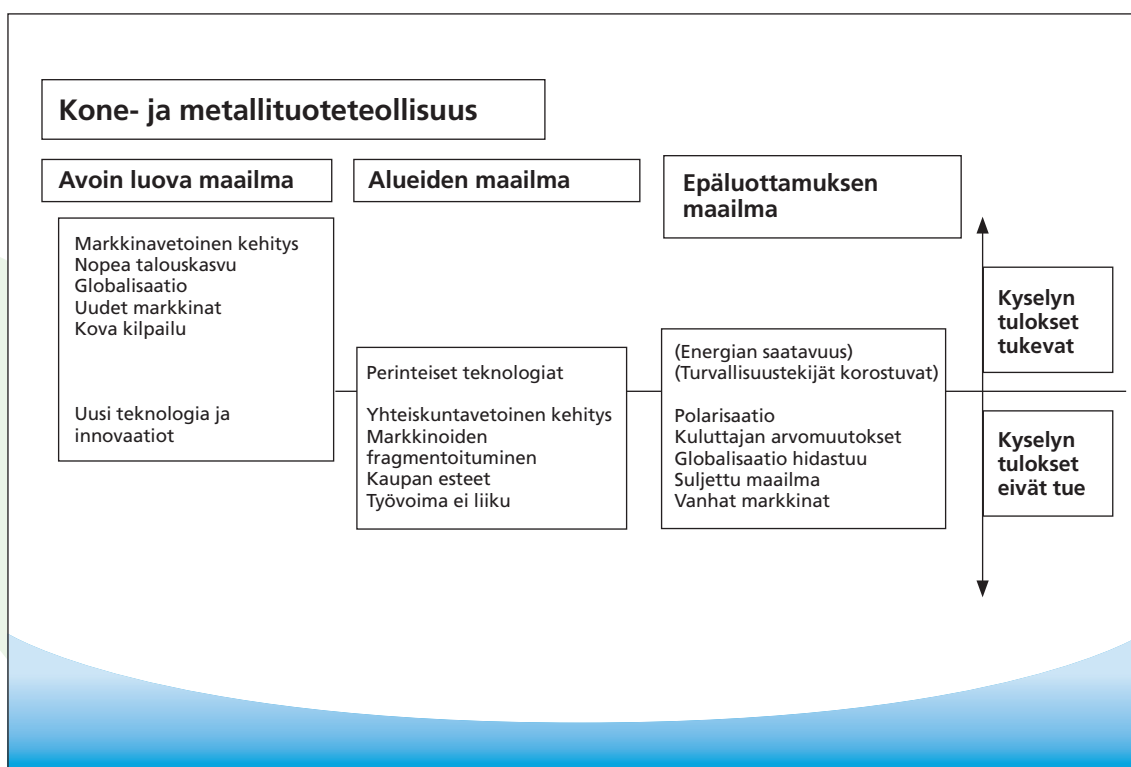 Kone- ja metallituoteteollisuus
Avoin luova maailma
Markkinavetoinen kehitys
Nopea talouskasvu
Globalisaatio
Uudet markkinat
Kova kilpailu
Uusi teknologia ja
innovaatiot
Alueiden maailma
Perinteiset teknologiat
Yhteiskuntavetoinen kehitys
Markkinoiden
fragmentoituminen
Kaupan esteet
Työvoima ei liiku
Epäluottamuksen
maailma
(Energian saatavuus)
(Turvallisuustekijät korostuvat)
Polarisaatio
Kuluttajan arvomuutokset
Globalisaatio hidastuu
Suljettu maailma
Vanhat markkinat
Kyselyn
tulokset
tukevat
Kyselyn
tulokset
eivät tue